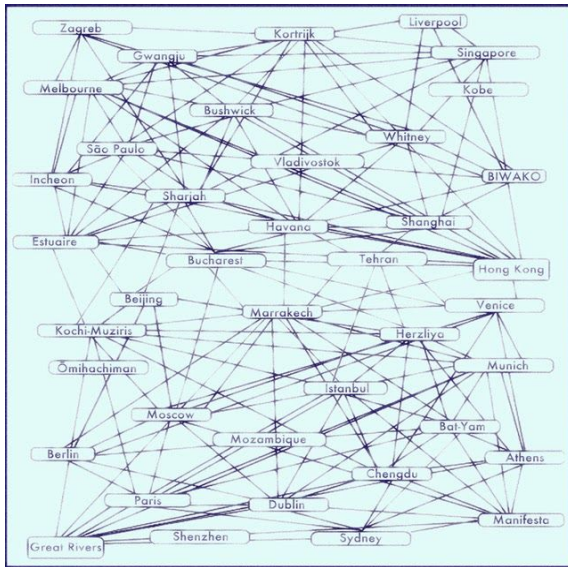 Liverpool
Zagreb
Kortrijk
Gwangju
Singapore
Melbourne
Kobe
Bushwick
Whitney
São Paulo
Vladivostok
Incheon
BIWAKO
Sharjah
Havana
Shanghai
Estuaire
Bucharest
Tehran
Hong Kong
Beijing
Marrakech
Venice
Kochi-Muziris
Herzliya
Ōmihachiman
Munich
Istanbul
Moscow
Bat-Yam
Mozambique
Berlin
Athens
Chengdu
Paris
Dublin
Manifesta
Great Rivers
Shenzhen
Sydney